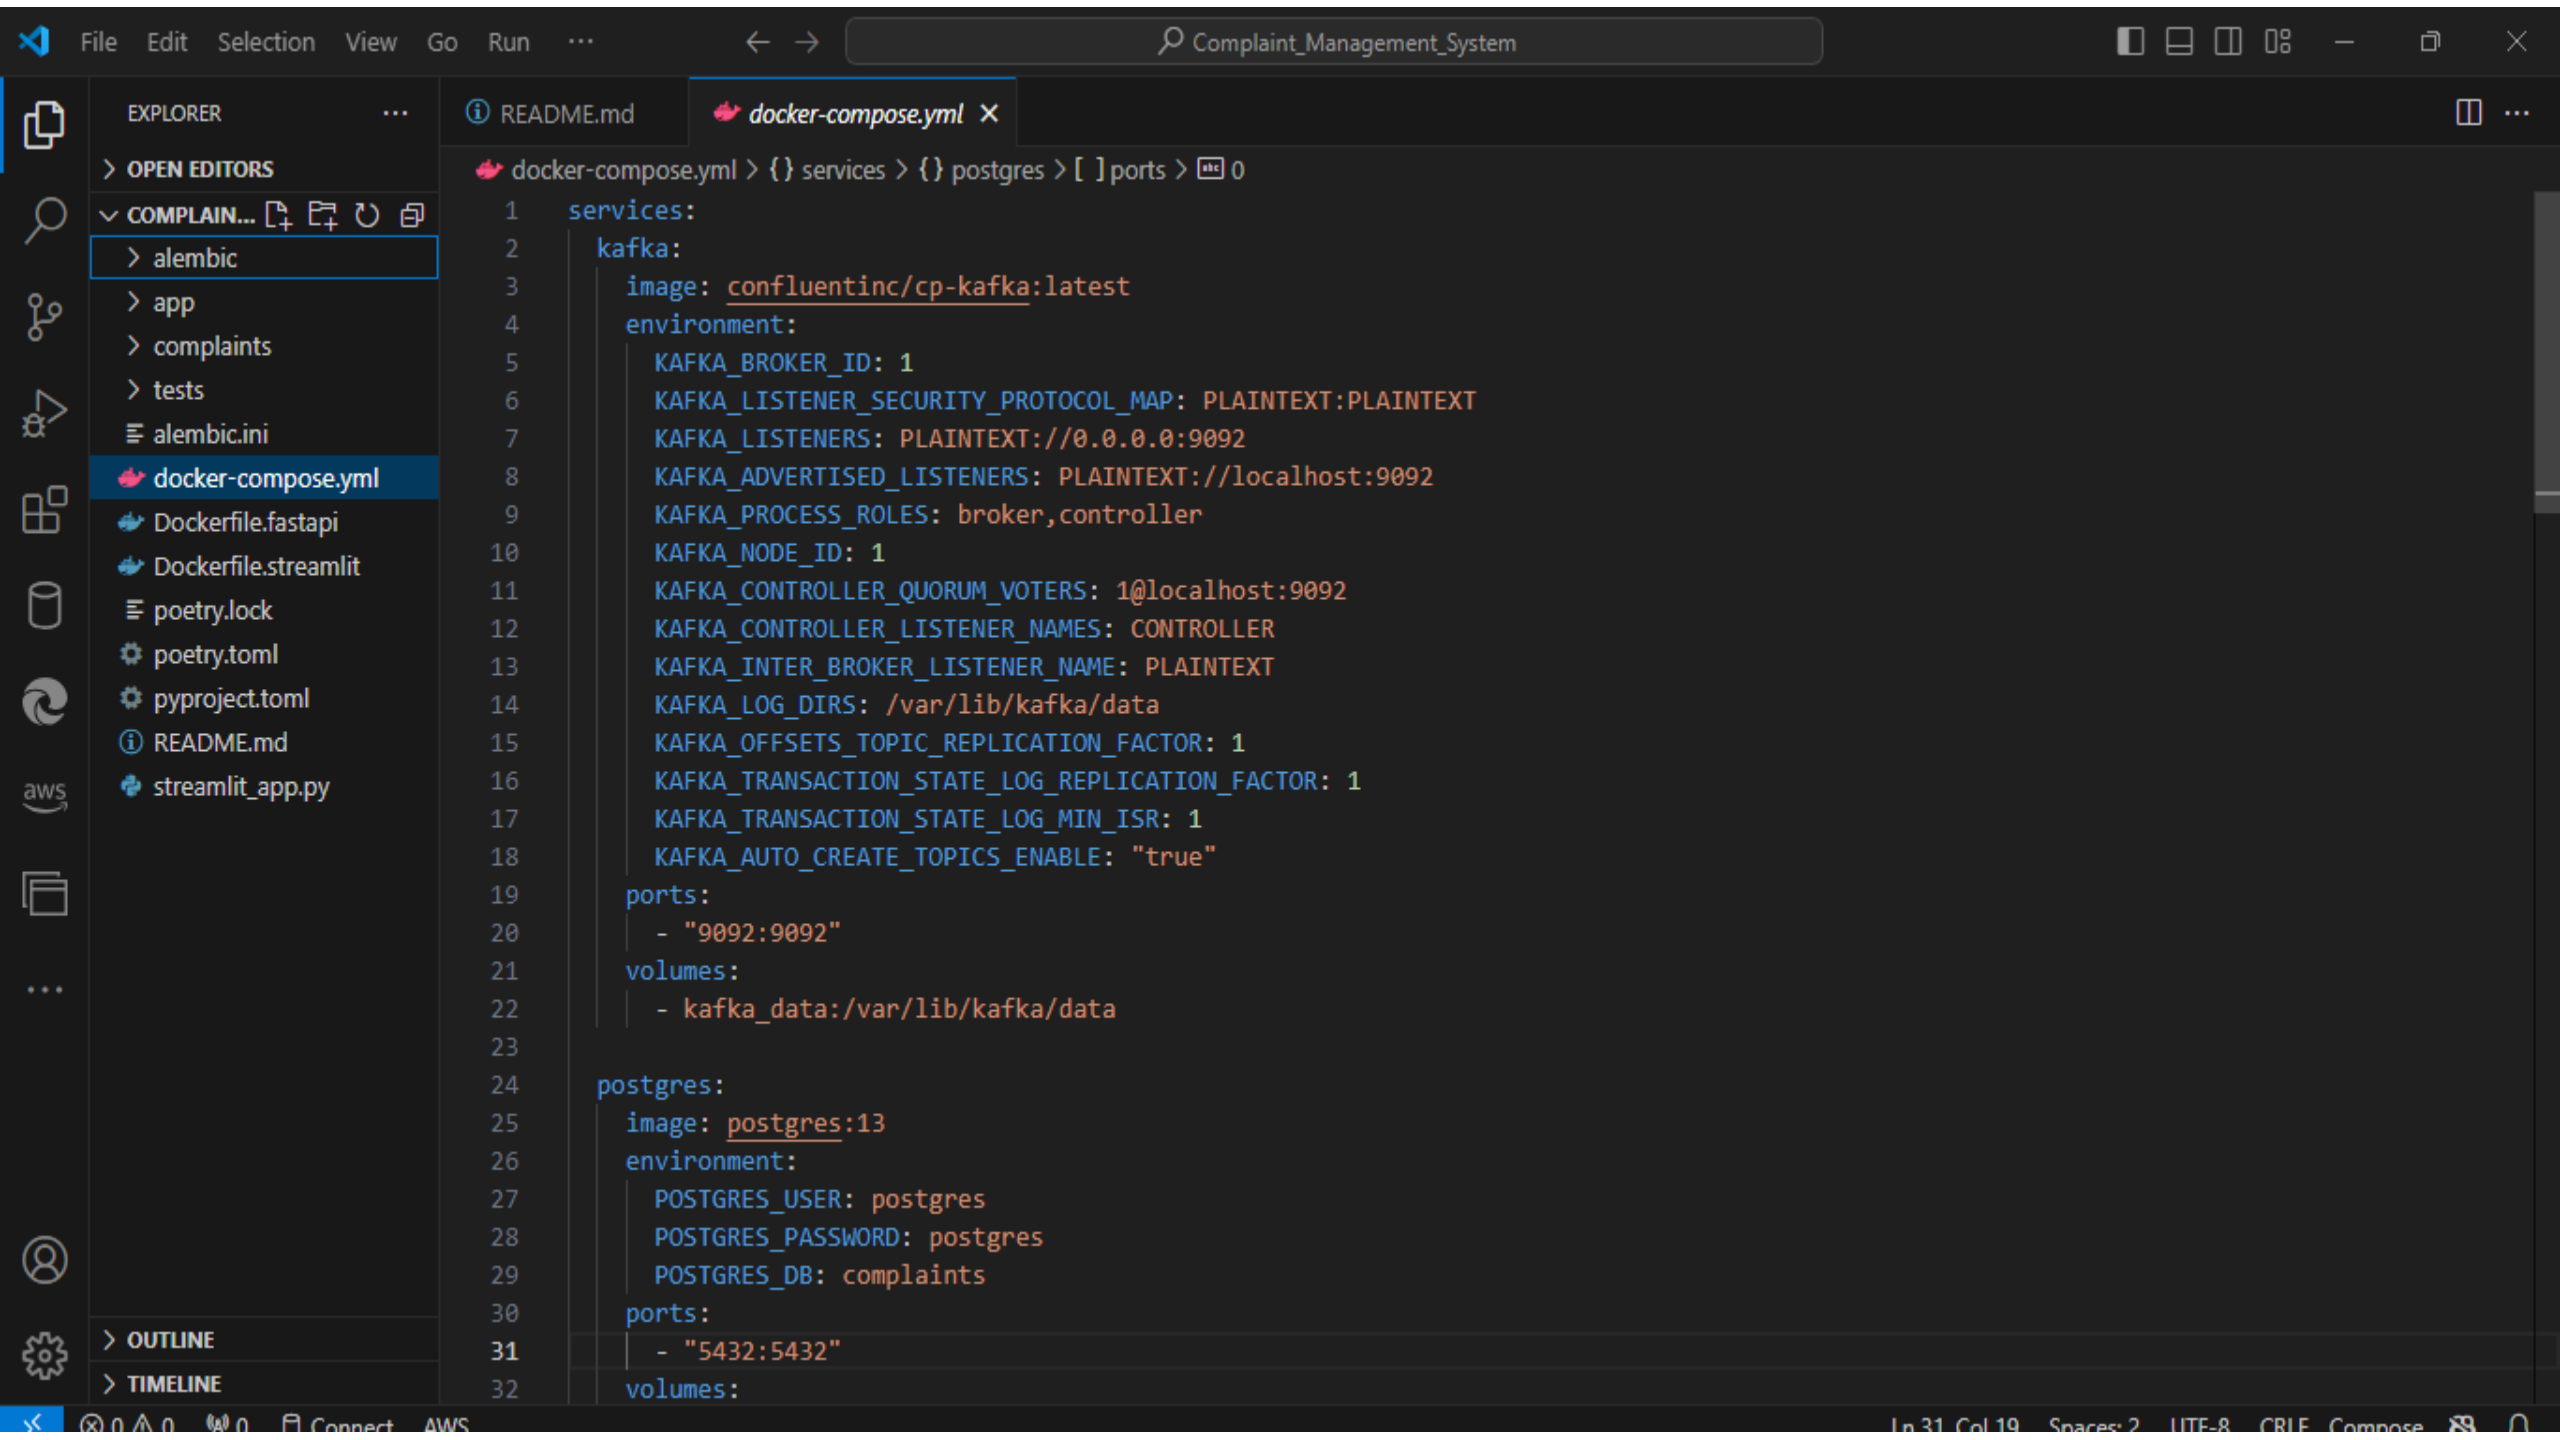 File Edit Selection View Go Run ···
Complaint_Management_System
EXPLORER
README.md
docker-compose.yml
OPEN EDITORS
docker-compose.yml > {} services > {} postgres > [ ] ports > abc 0
COMPLAIN...
alembic
app
complaints
tests
alembic.ini
docker-compose.yml
Dockerfile.fastapi
Dockerfile.streamlit
poetry.lock
poetry.toml
pyproject.toml
README.md
streamlit_app.py
aws
OUTLINE
TIMELINE
1 services:
2 kafka:
3 image: confluentinc/cp-kafka:latest
4 environment:
5 KAFKA_BROKER_ID: 1
6 KAFKA_LISTENER_SECURITY_PROTOCOL_MAP: PLAINTEXT:PLAINTEXT
7 KAFKA_LISTENERS: PLAINTEXT://0.0.0.0:9092
8 KAFKA_ADVERTISED_LISTENERS: PLAINTEXT://localhost:9092
9 KAFKA_PROCESS_ROLES: broker,controller
10 KAFKA_NODE_ID: 1
11 KAFKA_CONTROLLER_QUORUM_VOTERS: 1@localhost:9092
12 KAFKA_CONTROLLER_LISTENER_NAMES: CONTROLLER
13 KAFKA_INTER_BROKER_LISTENER_NAME: PLAINTEXT
14 KAFKA_LOG_DIRS: /var/lib/kafka/data
15 KAFKA_OFFSETS_TOPIC_REPLICATION_FACTOR: 1
16 KAFKA_TRANSACTION_STATE_LOG_REPLICATION_FACTOR: 1
17 KAFKA_TRANSACTION_STATE_LOG_MIN_ISR: 1
18 KAFKA_AUTO_CREATE_TOPICS_ENABLE: "true"
19 ports:
20 - "9092:9092"
21 volumes:
22 - kafka_data:/var/lib/kafka/data
23
24 postgres:
25 image: postgres:13
26 environment:
27 POSTGRES_USER: postgres
28 POSTGRES_PASSWORD: postgres
29 POSTGRES_DB: complaints
30 ports:
31 - "5432:5432"
32 volumes:
0 0 0 Connect AWS
Ln 31, Col 19 Spaces: 2 UTF-8 CRLF Compose